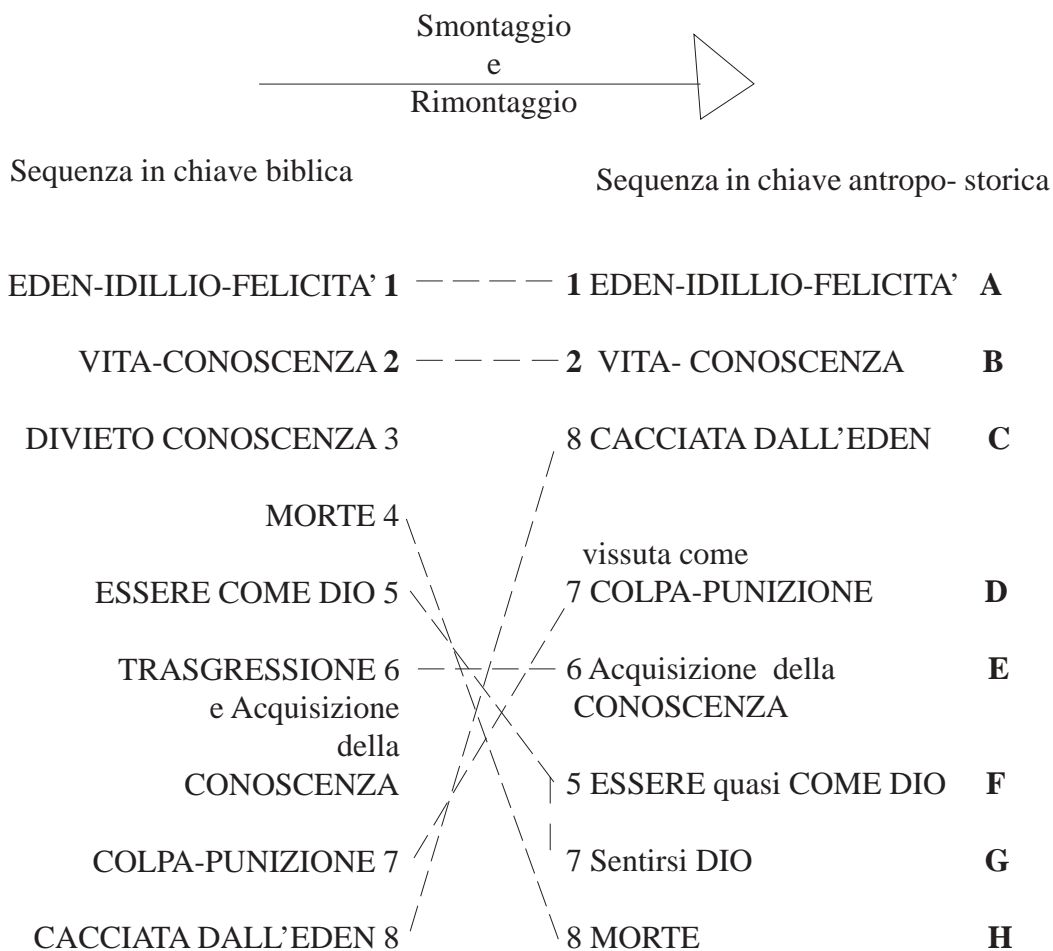 Smontaggio
e
Rimontaggio
Sequenza in chiave biblica
Sequenza in chiave antropo- storica
EDEN-IDILLIO-FELICITA’ 1
1 EDEN-IDILLIO-FELICITA’ A
VITA-CONOSCENZA 2
2 VITA- CONOSCENZA B
DIVIETO CONOSCENZA 3
8 CACCIATA DALL’EDEN C
MORTE 4
vissuta come
ESSERE COME DIO 5
7 COLPA-PUNIZIONE D
TRASGRESSIONE 6
e Acquisizione
della
CONOSCENZA
6 Acquisizione della E
CONOSCENZA
5 ESSERE quasi COME DIO F
COLPA-PUNIZIONE 7
7 Sentirsi DIO G
CACCIATA DALL’EDEN 8
8 MORTE H